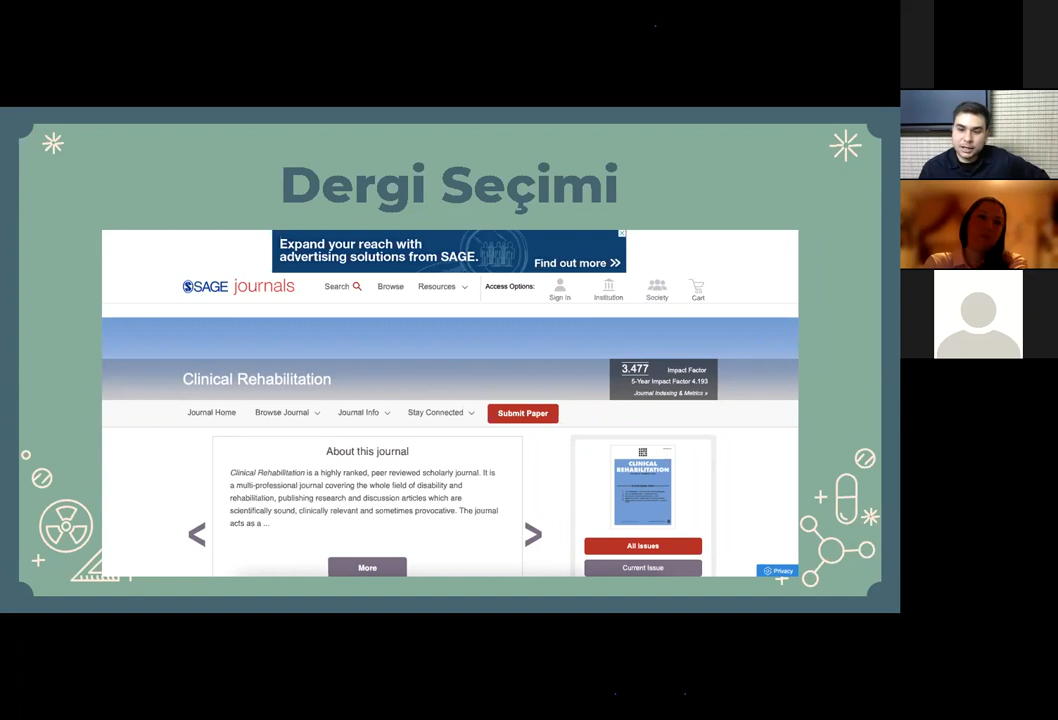 Dergi Seçimi
Expand your reach with
advertising solutions from SAGE.
Find out more >>
SAGE journals
Search
Browse
Resources
Access Options:
Sign In
Institution
Society
Cart
Clinical Rehabilitation
3.477 Impact Factor
5-Year Impact Factor 4.193
Journal Indexing & Metrics »
Journal Home
Browse Journal
Journal Info
Stay Connected
Submit Paper
About this journal
Clinical Rehabilitation is a highly ranked, peer reviewed scholarly journal. It is
a multi-professional journal covering the whole field of disability and
rehabilitation, publishing research and discussion articles which are
scientifically sound, clinically relevant and sometimes provocative. The journal
acts as a ...
<
>
More
CLINICAL
REHABILITATION
All Issues
Current Issue
Privacy